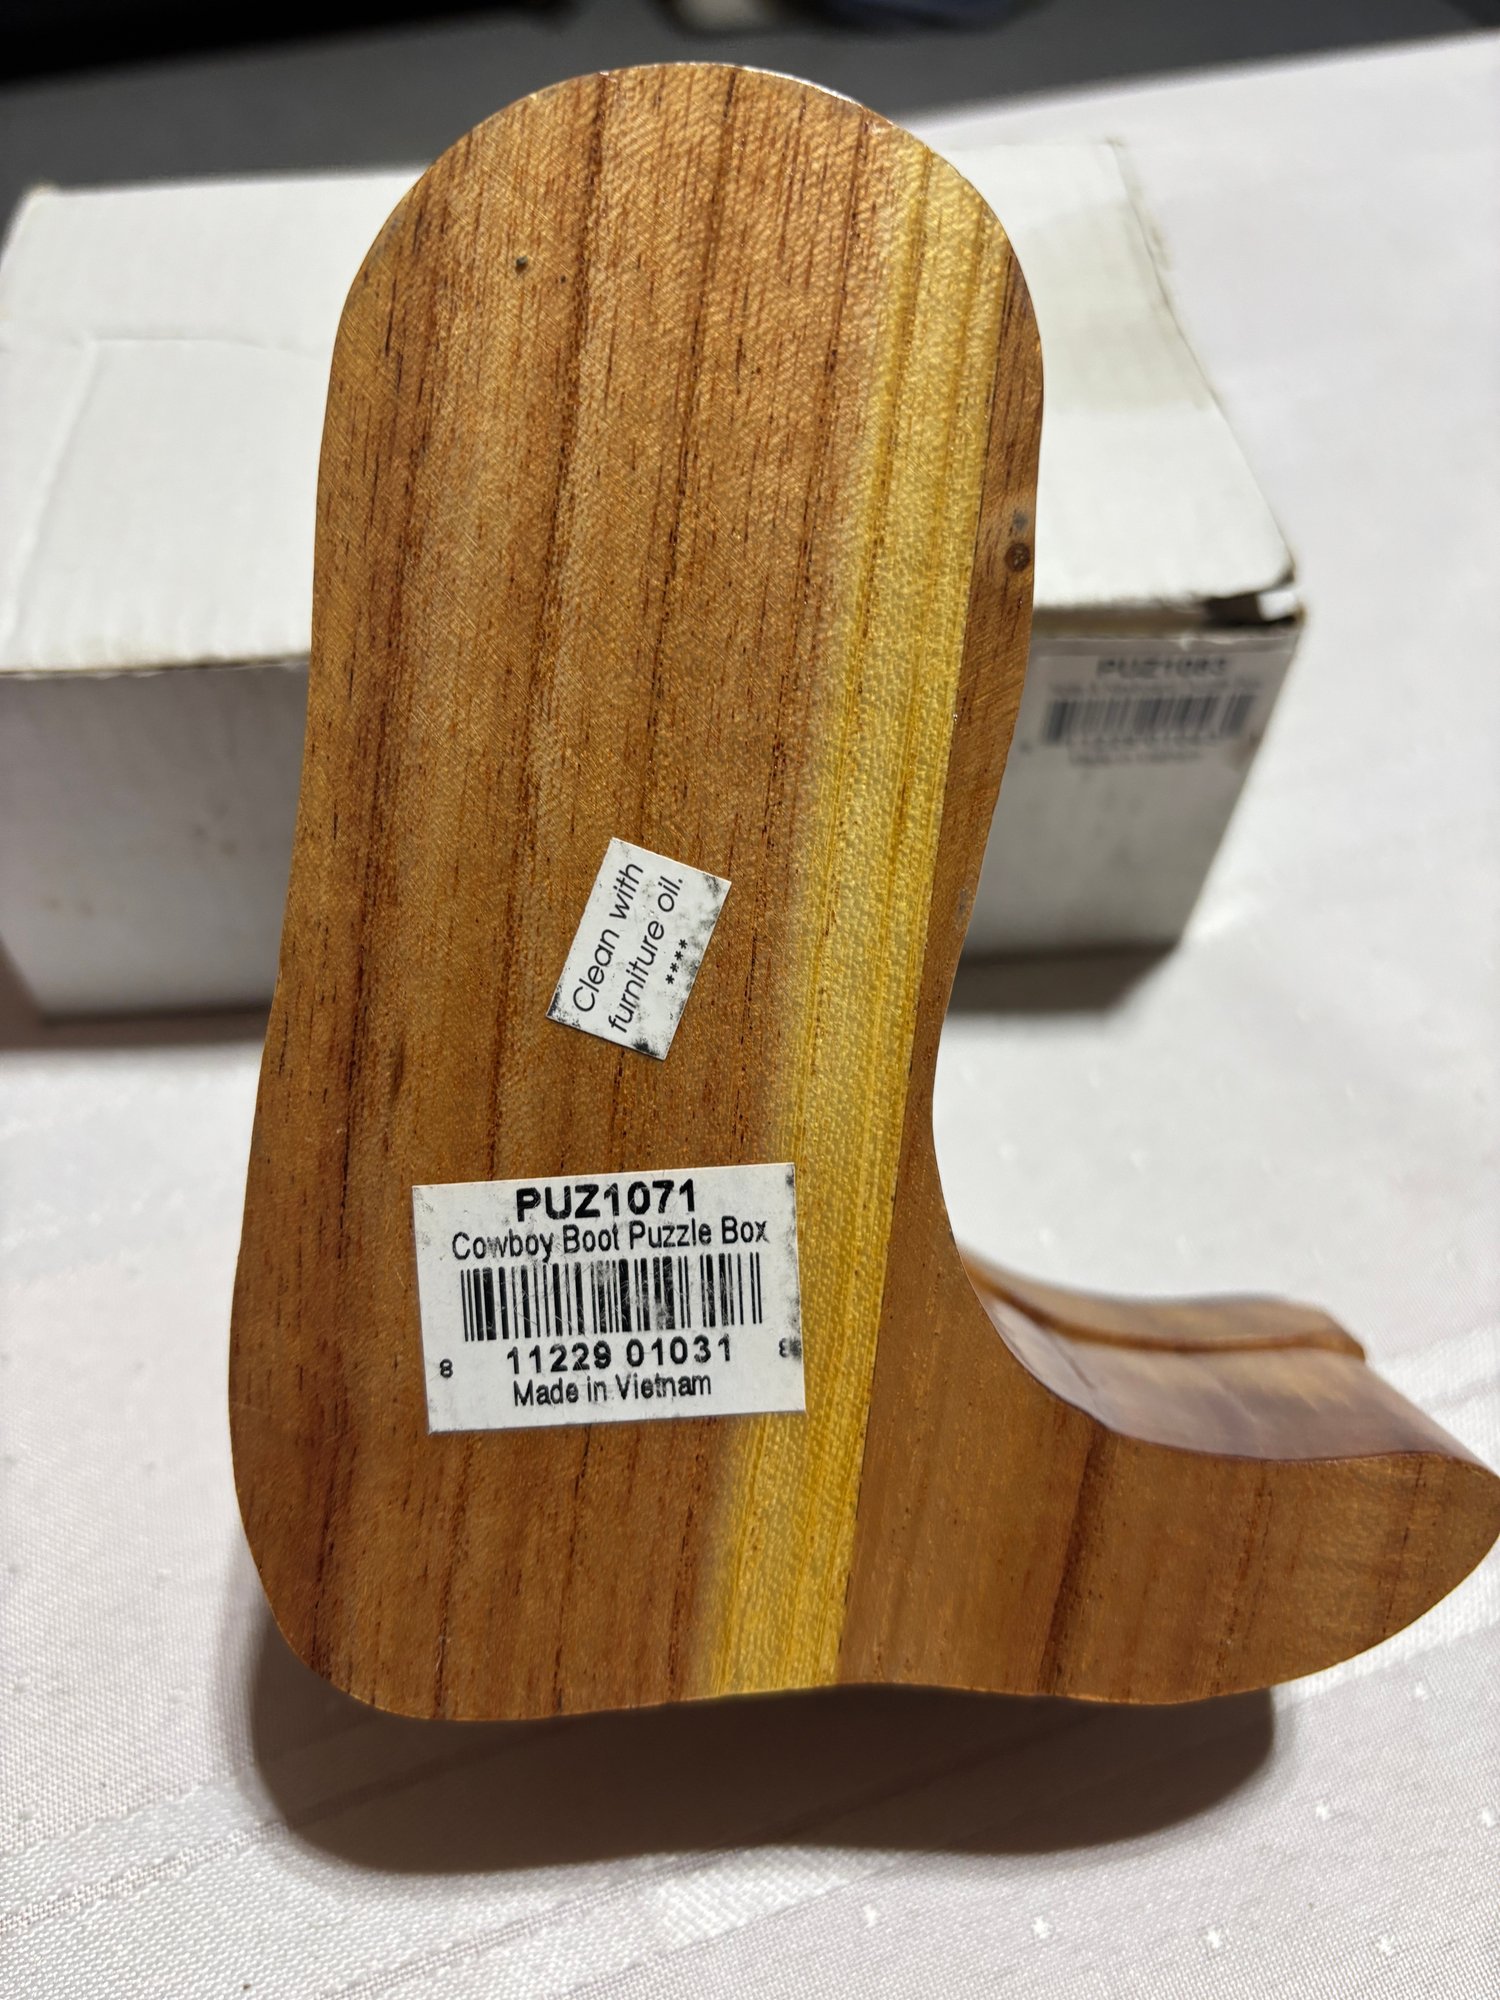 Clean with
furniture oil.
****
PUZ1071
Cowboy Boot Puzzle Box
8 11229 01031 8
Made in Vietnam